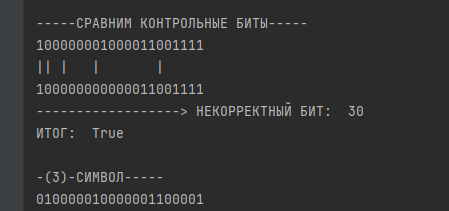 -----СРАВНИМ КОНТРОЛЬНЫЕ БИТЫ-----
100000001000011001111
|| |   |       |
100000000000011001111
------------------> НЕКОРРЕКТНЫЙ БИТ:  30
ИТОГ:  True
-(3)-СИМВОЛ-----
010000010000001100001